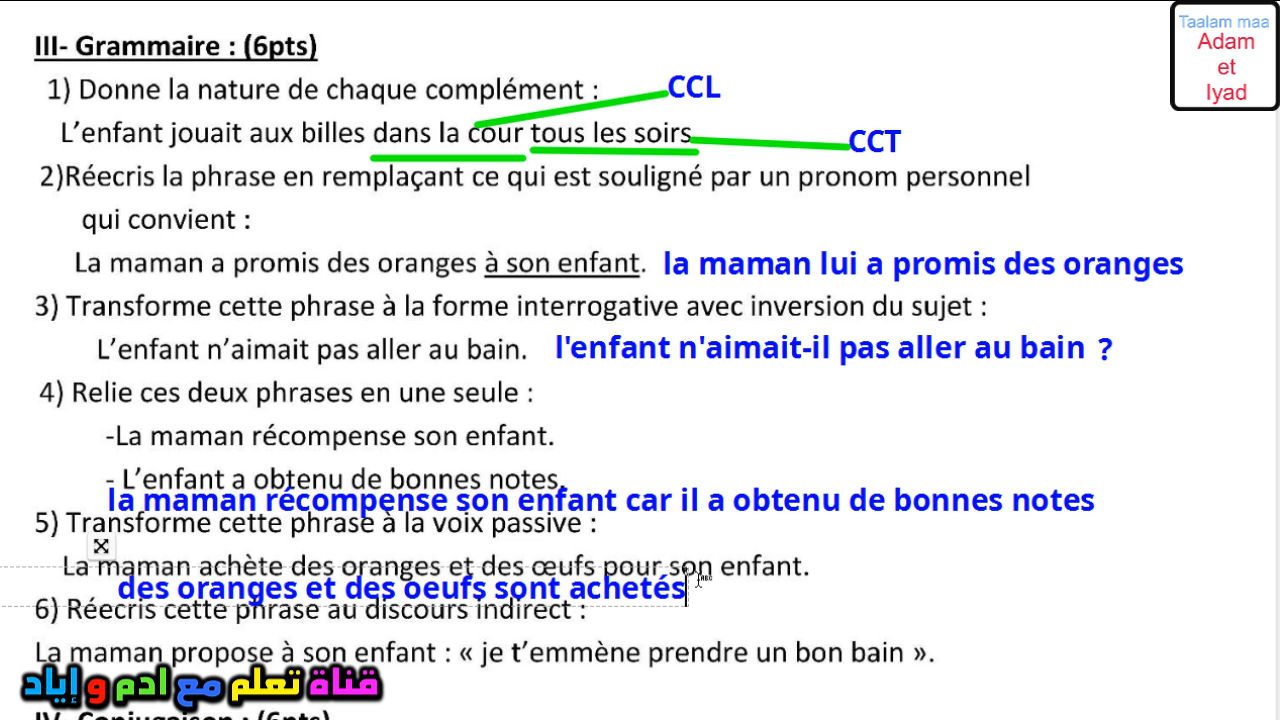 Taalam maa
Adam
et
Iyad
III- Grammaire : (6pts)
1) Donne la nature de chaque complément :
CCL
L'enfant jouait aux billes dans la cour tous les soirs
CCT
2)Réecris la phrase en remplaçant ce qui est souligné par un pronom personnel
qui convient :
La maman a promis des oranges à son enfant. la maman lui a promis des oranges
3) Transforme cette phrase à la forme interrogative avec inversion du sujet :
L'enfant n'aimait pas aller au bain. l'enfant n'aimait-il pas aller au bain ?
4) Relie ces deux phrases en une seule :
-La maman récompense son enfant.
- L'enfant a obtenu de bonnes notes.
la maman récompense son enfant car il a obtenu de bonnes notes
5) Transforme cette phrase à la voix passive :
La maman achète des oranges et des œufs pour son enfant.
des oranges et des oeufs sont achetés
6) Réecris cette phrase au discours indirect :
La maman propose à son enfant : « je t'emmène prendre un bon bain ».
قناة تعلم مع ادم و إياد
IV- Conjugaison : (6pts)